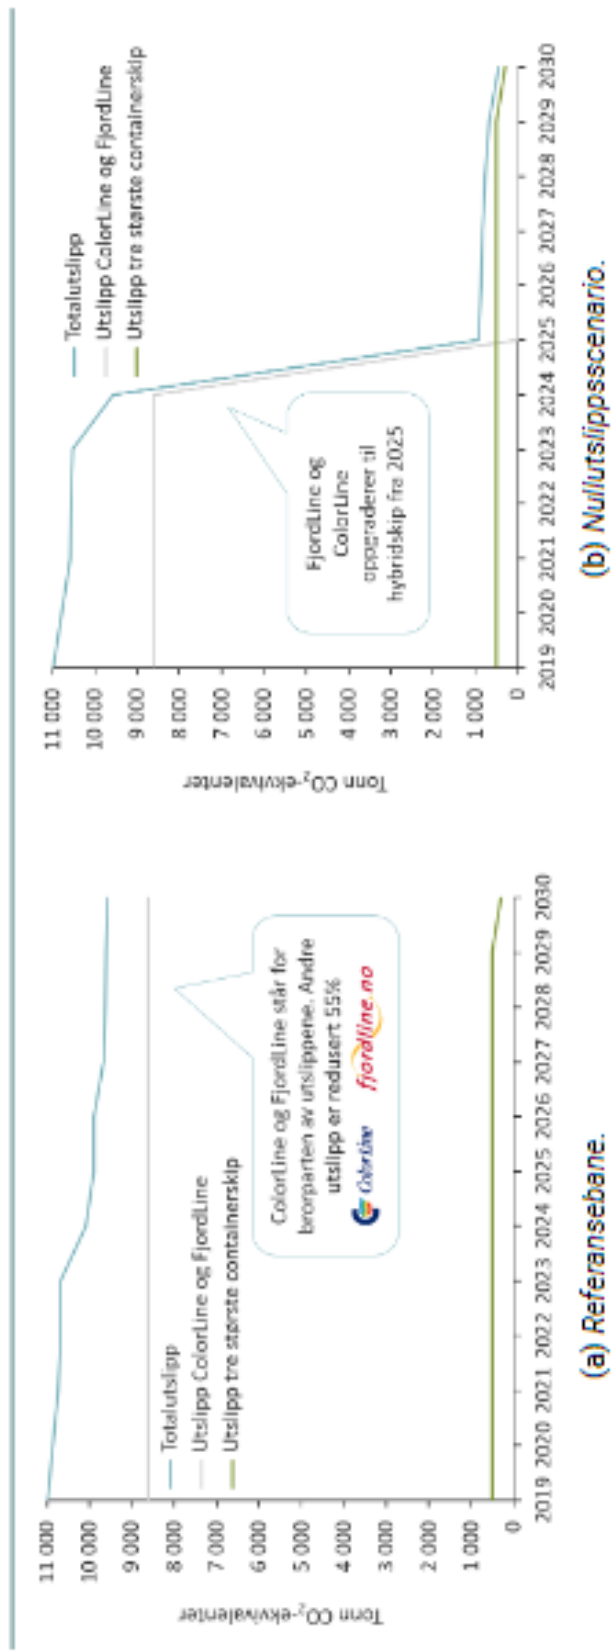 Tonn CO₂-ekvivalenter
11 000
10 000
9 000
8 000
7 000
6 000
5 000
4 000
3 000
2 000
1 000
0
Totalutslipp
Utslipp ColorLine og FjordLine
Utslipp tre største containerskip
ColorLine og FjordLine står for
brorparten av utslippene. Andre
utslipp er redusert 55%
ColorLine fjordline.no
2019 2020 2021 2022 2023 2024 2025 2026 2027 2028 2029 2030
(a) Referansebane.
Tonn CO₂-ekvivalenter
11 000
10 000
9 000
8 000
7 000
6 000
5 000
4 000
3 000
2 000
1 000
0
Totalutslipp
Utslipp ColorLine og FjordLine
Utslipp tre største containerskip
FjordLine og
ColorLine
oppgraderer til
hybridskip fra 2025
2019 2020 2021 2022 2023 2024 2025 2026 2027 2028 2029 2030
(b) Nullutslippsscenario.